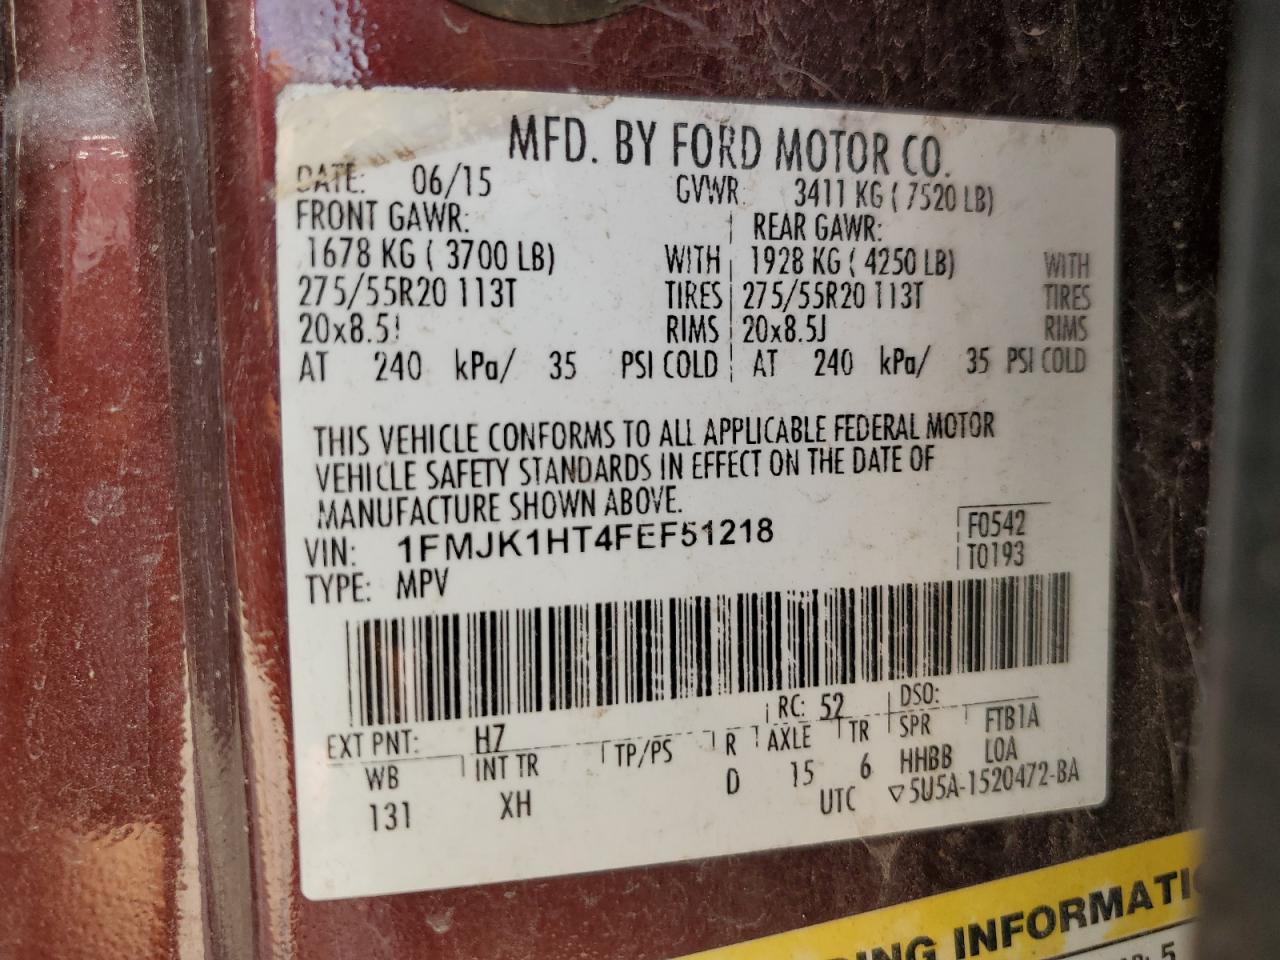 MFD. BY FORD MOTOR CO.
DATE: 06/15 GVWR 3411 KG ( 7520 LB)
FRONT GAWR: REAR GAWR:
1678 KG ( 3700 LB) WITH 1928 KG ( 4250 LB) WITH
275/55R20 113T TIRES 275/55R20 113T TIRES
20x8.5J RIMS 20x8.5J RIMS
AT 240 kPa/ 35 PSI COLD AT 240 kPa/ 35 PSI COLD
THIS VEHICLE CONFORMS TO ALL APPLICABLE FEDERAL MOTOR
VEHICLE SAFETY STANDARDS IN EFFECT ON THE DATE OF
MANUFACTURE SHOWN ABOVE.
VIN: 1FMJK1HT4FEF51218 F0542
TYPE: MPV T0193
EXT PNT: H7 RC: 52 DSO:
WB INT TR TP/PS R AXLE TR SPR FTB1A
131 XH D 15 6 HHBB LOA
UTC ▽5U5A-1520472-BA
INFORMATI
5